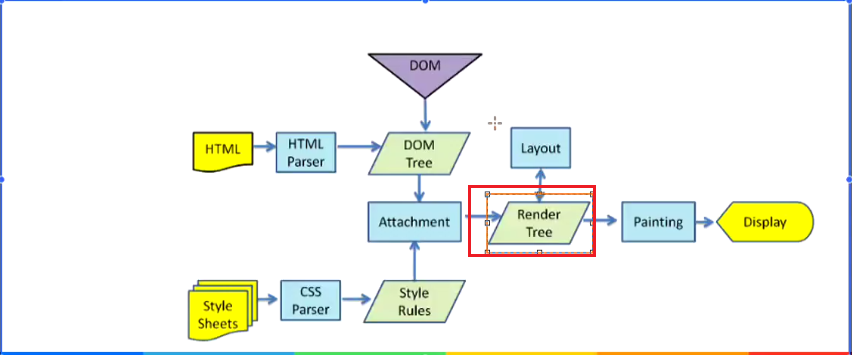 DOM
HTML
HTML
Parser
DOM
Tree
Layout
Attachment
Render
Tree
Painting
Display
Style
Sheets
CSS
Parser
Style
Rules